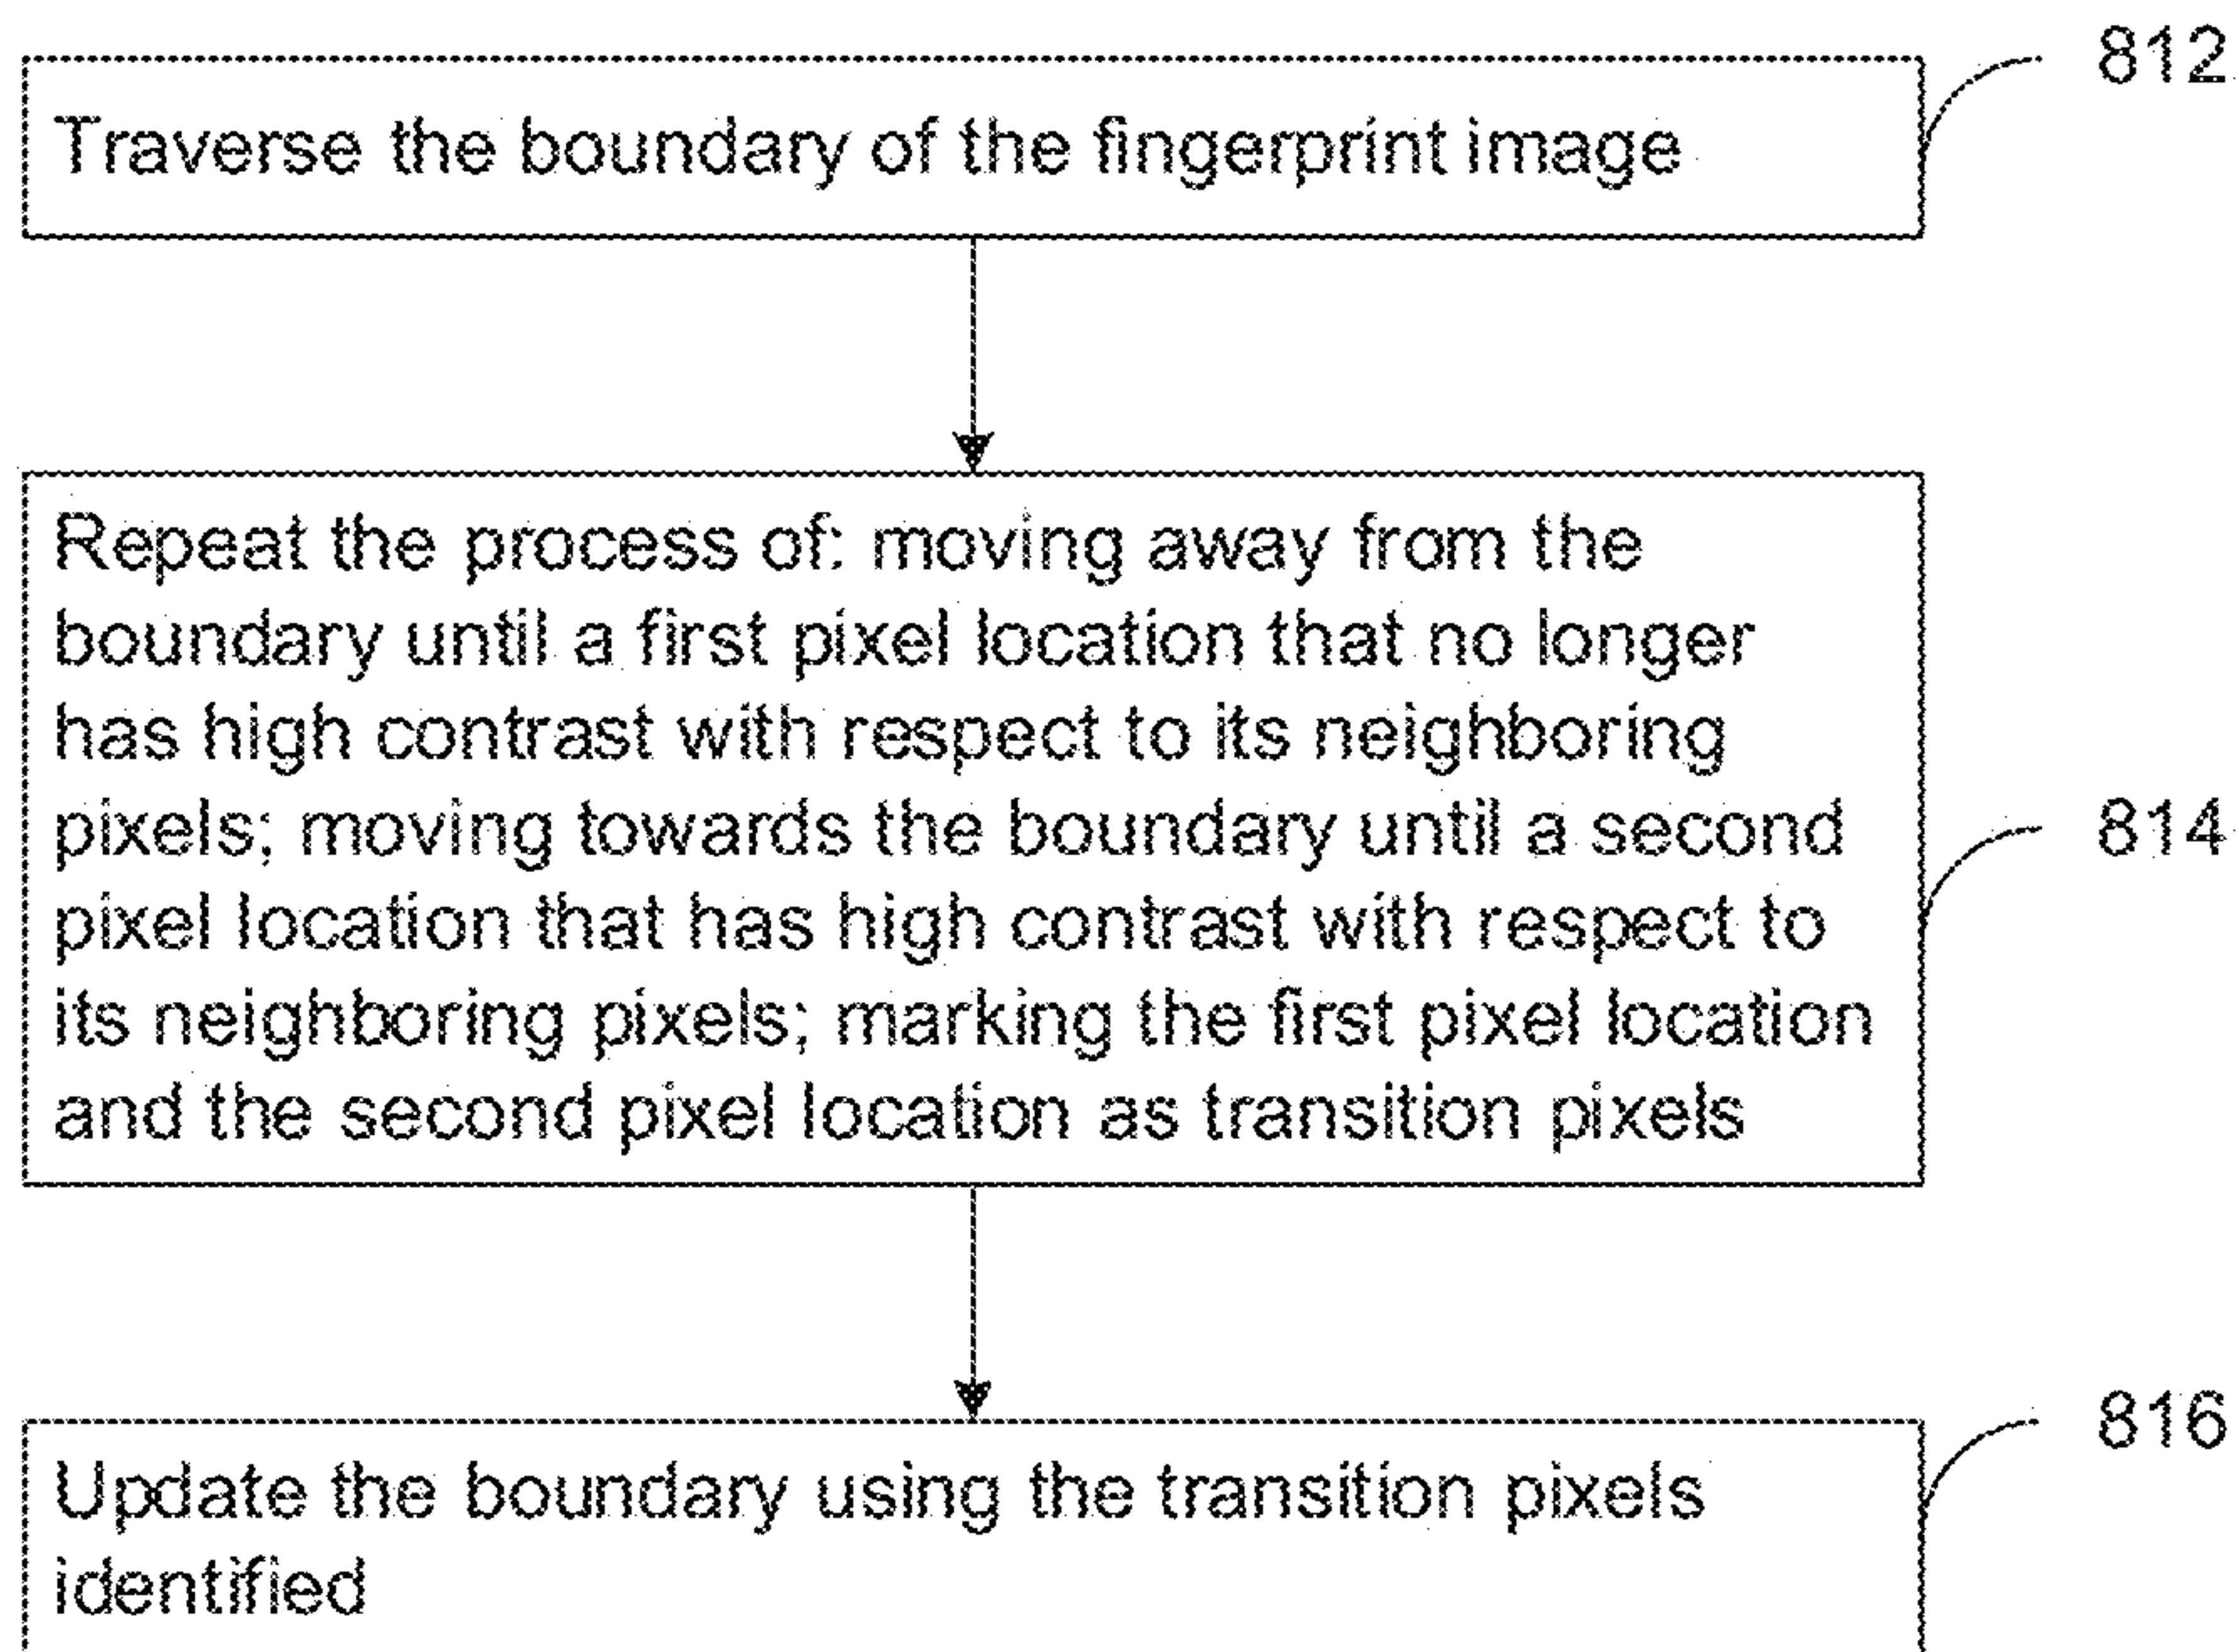 812
Traverse the boundary of the fingerprint image
Repeat the process of: moving away from the
boundary until a first pixel location that no longer
has high contrast with respect to its neighboring
pixels; moving towards the boundary until a second
814
pixel location that has high contrast with respect to
its neighboring pixels; marking the first pixel location
and the second pixel location as transition pixels
816
Update the boundary using the transition pixels
identified